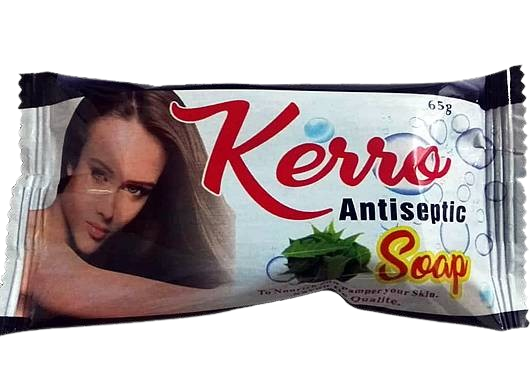 65g
Kerro
Antiseptic
Soap
To Nourish & Pamper your Skin.
Qualite.